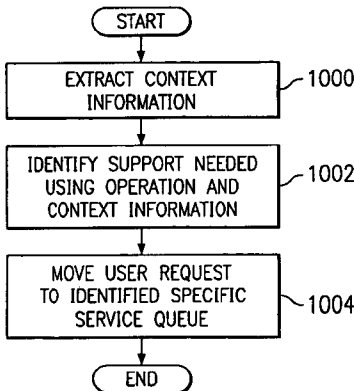 START
EXTRACT CONTEXT
INFORMATION
1000
IDENTIFY SUPPORT NEEDED
USING OPERATION AND
CONTEXT INFORMATION
1002
MOVE USER REQUEST
TO IDENTIFIED SPECIFIC
SERVICE QUEUE
1004
END